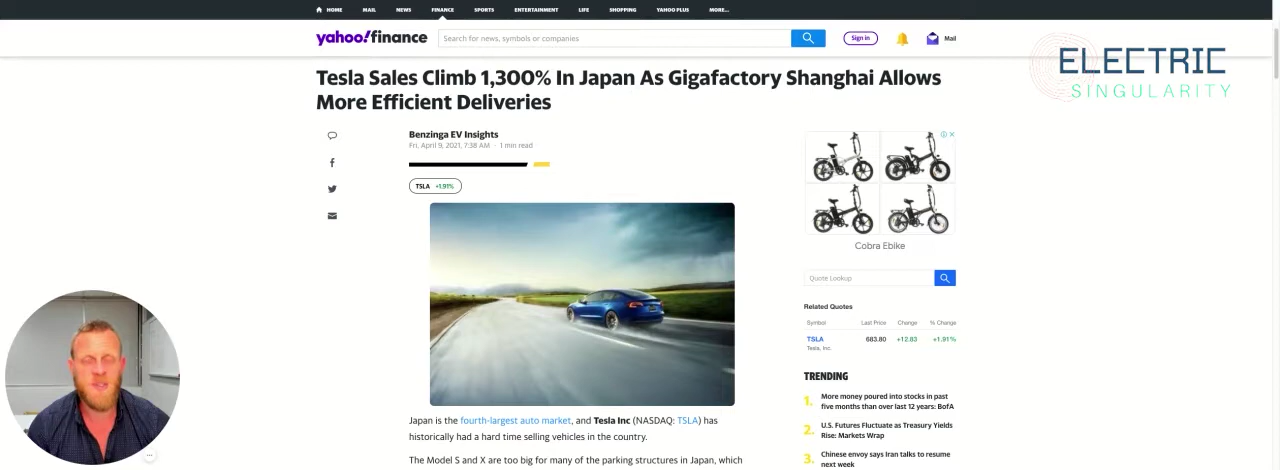 HOME MAIL NEWS FINANCE SPORTS ENTERTAINMENT LIFE SHOPPING YAHOO PLUS MORE...
yahoo!finance
Search for news, symbols or companies
Sign in
Mail
ELECTRIC
SINGULARITY
Tesla Sales Climb 1,300% In Japan As Gigafactory Shanghai Allows
More Efficient Deliveries
Benzinga EV Insights
Fri, April 9, 2021, 7:38 AM · 1 min read
TSLA +1.91%
Japan is the fourth-largest auto market, and Tesla Inc (NASDAQ: TSLA) has
historically had a hard time selling vehicles in the country.
The Model S and X are too big for many of the parking structures in Japan, which
Cobra Ebike
Quote Lookup
Related Quotes
Symbol Last Price Change % Change
TSLA 683.80 +12.83 +1.91%
Tesla, Inc.
TRENDING
1. More money poured into stocks in past
five months than over last 12 years: BofA
2. U.S. Futures Fluctuate as Treasury Yields
Rise: Markets Wrap
3. Chinese envoy says Iran talks to resume
next week